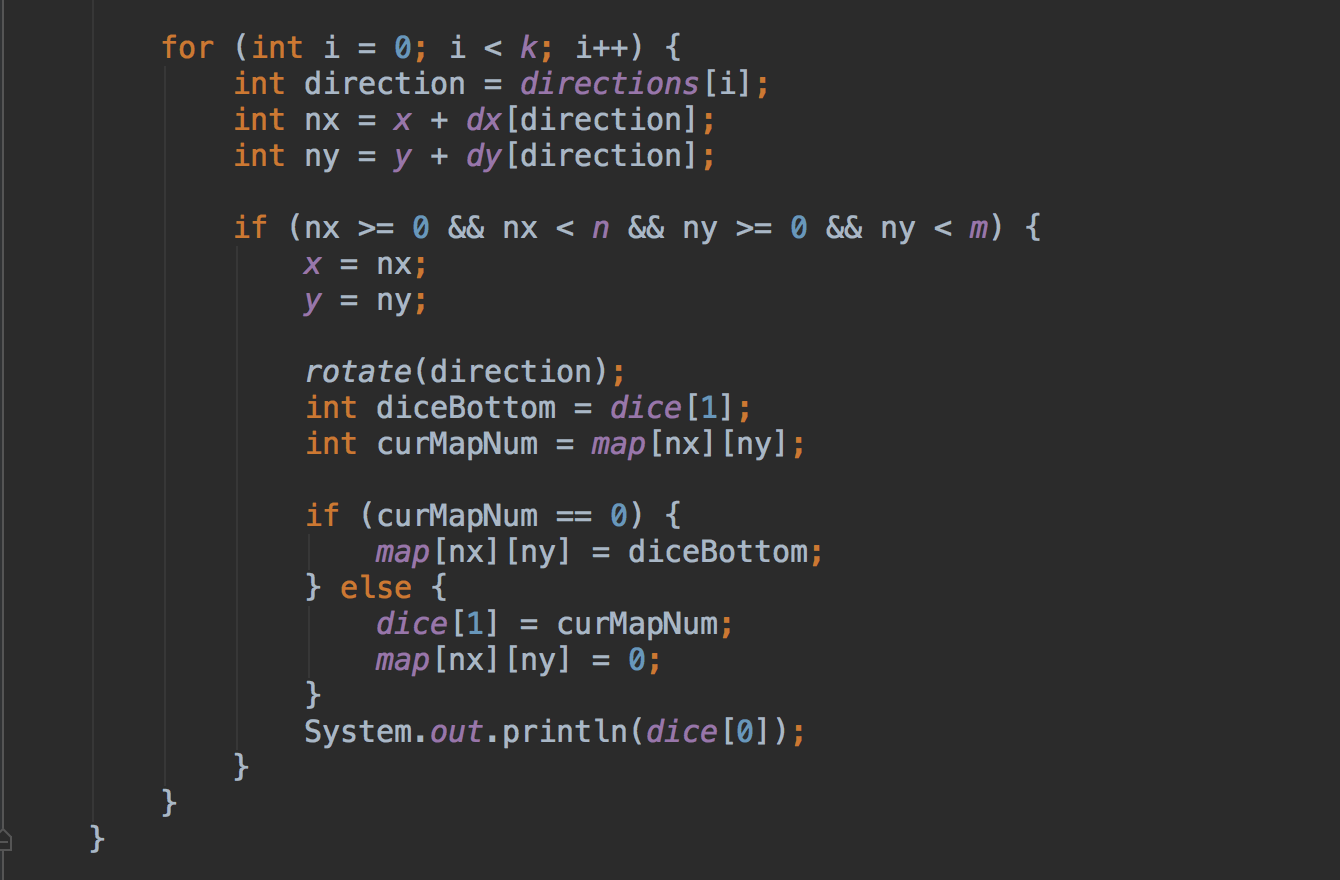 for (int i = 0; i < k; i++) {
int direction = directions[i];
int nx = x + dx[direction];
int ny = y + dy[direction];
if (nx >= 0 && nx < n && ny >= 0 && ny < m) {
x = nx;
y = ny;
rotate(direction);
int diceBottom = dice[1];
int curMapNum = map[nx][ny];
if (curMapNum == 0) {
map[nx][ny] = diceBottom;
} else {
dice[1] = curMapNum;
map[nx][ny] = 0;
}
System.out.println(dice[0]);
}
}
}